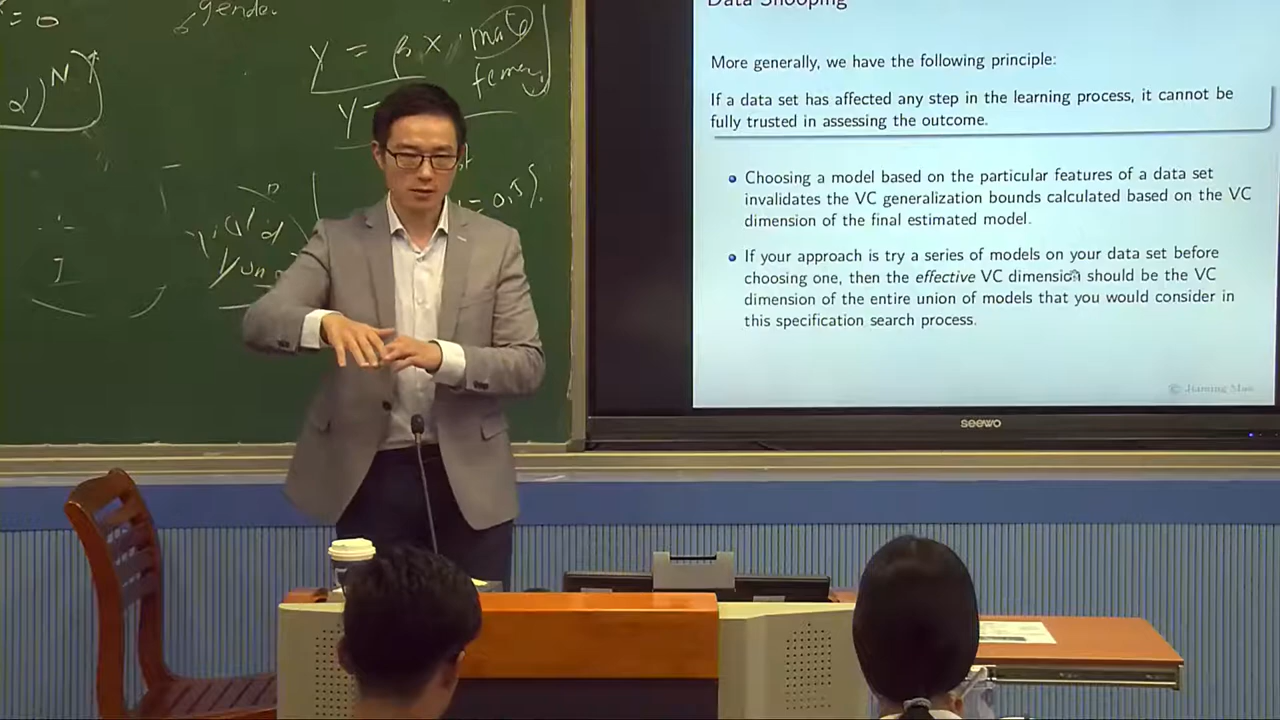 = 0
gender
Y = β X
male
female
α)^N
Y =
= 0.5
I
Data Snooping
More generally, we have the following principle:
If a data set has affected any step in the learning process, it cannot be
fully trusted in assessing the outcome.
Choosing a model based on the particular features of a data set
invalidates the VC generalization bounds calculated based on the VC
dimension of the final estimated model.
If your approach is try a series of models on your data set before
choosing one, then the effective VC dimension should be the VC
dimension of the entire union of models that you would consider in
this specification search process.
© Jiaming Mao
seewo